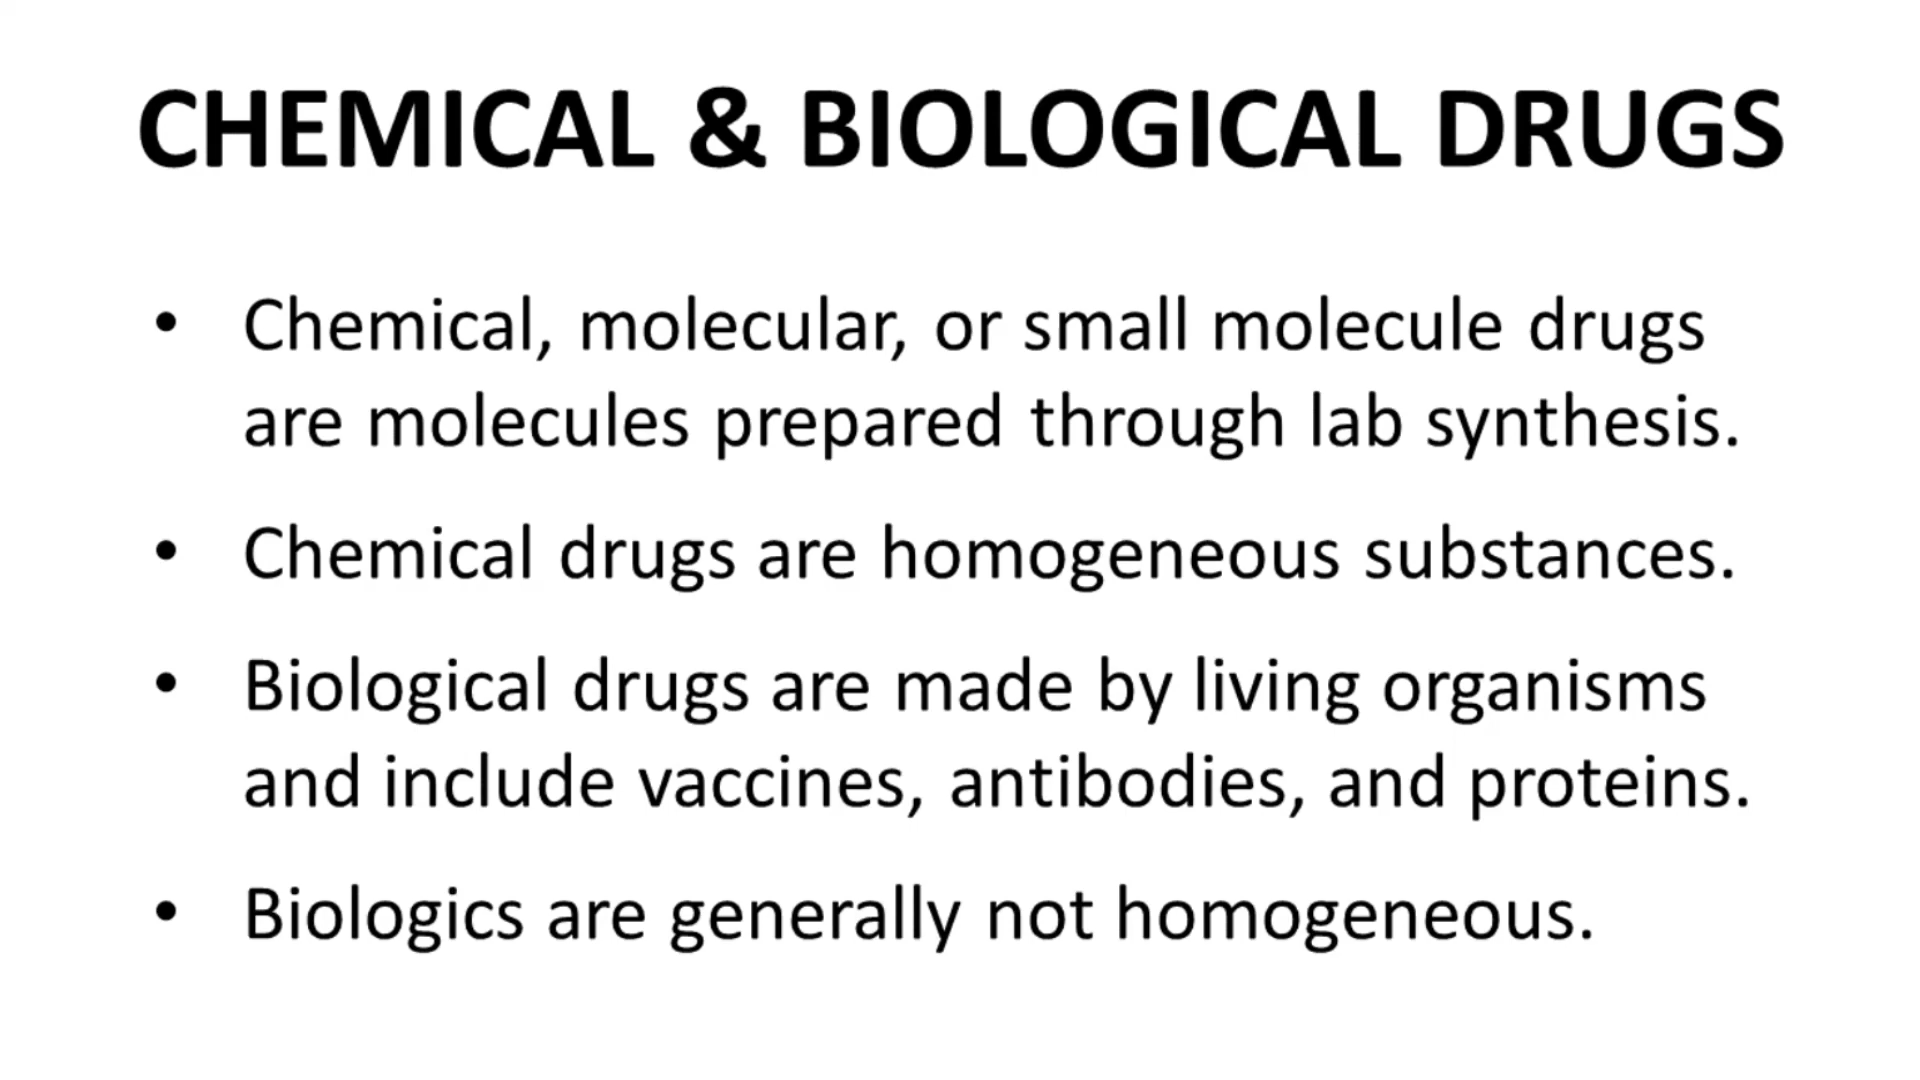 CHEMICAL & BIOLOGICAL DRUGS
• Chemical, molecular, or small molecule drugs
are molecules prepared through lab synthesis.
• Chemical drugs are homogeneous substances.
• Biological drugs are made by living organisms
and include vaccines, antibodies, and proteins.
• Biologics are generally not homogeneous.